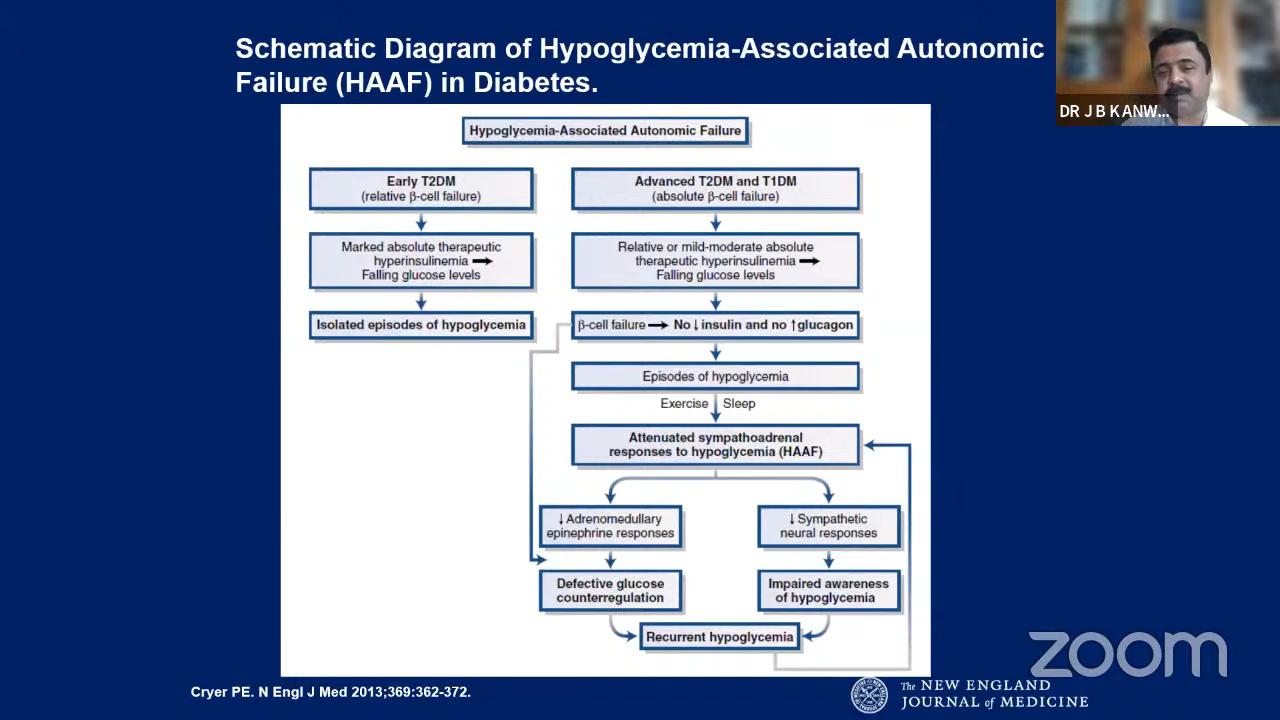 Schematic Diagram of Hypoglycemia-Associated Autonomic
Failure (HAAF) in Diabetes.
DR J B KANW...
Hypoglycemia-Associated Autonomic Failure
Early T2DM
(relative β-cell failure)
Marked absolute therapeutic
hyperinsulinemia →
Falling glucose levels
Isolated episodes of hypoglycemia
Advanced T2DM and T1DM
(absolute β-cell failure)
Relative or mild-moderate absolute
therapeutic hyperinsulinemia →
Falling glucose levels
β-cell failure → No ↓ insulin and no ↑ glucagon
Episodes of hypoglycemia
Exercise Sleep
Attenuated sympathoadrenal
responses to hypoglycemia (HAAF)
↓ Adrenomedullary
epinephrine responses
↓ Sympathetic
neural responses
Defective glucose
counterregulation
Impaired awareness
of hypoglycemia
Recurrent hypoglycemia
zoom
Cryer PE. N Engl J Med 2013;369:362-372.
The NEW ENGLAND
JOURNAL of MEDICINE